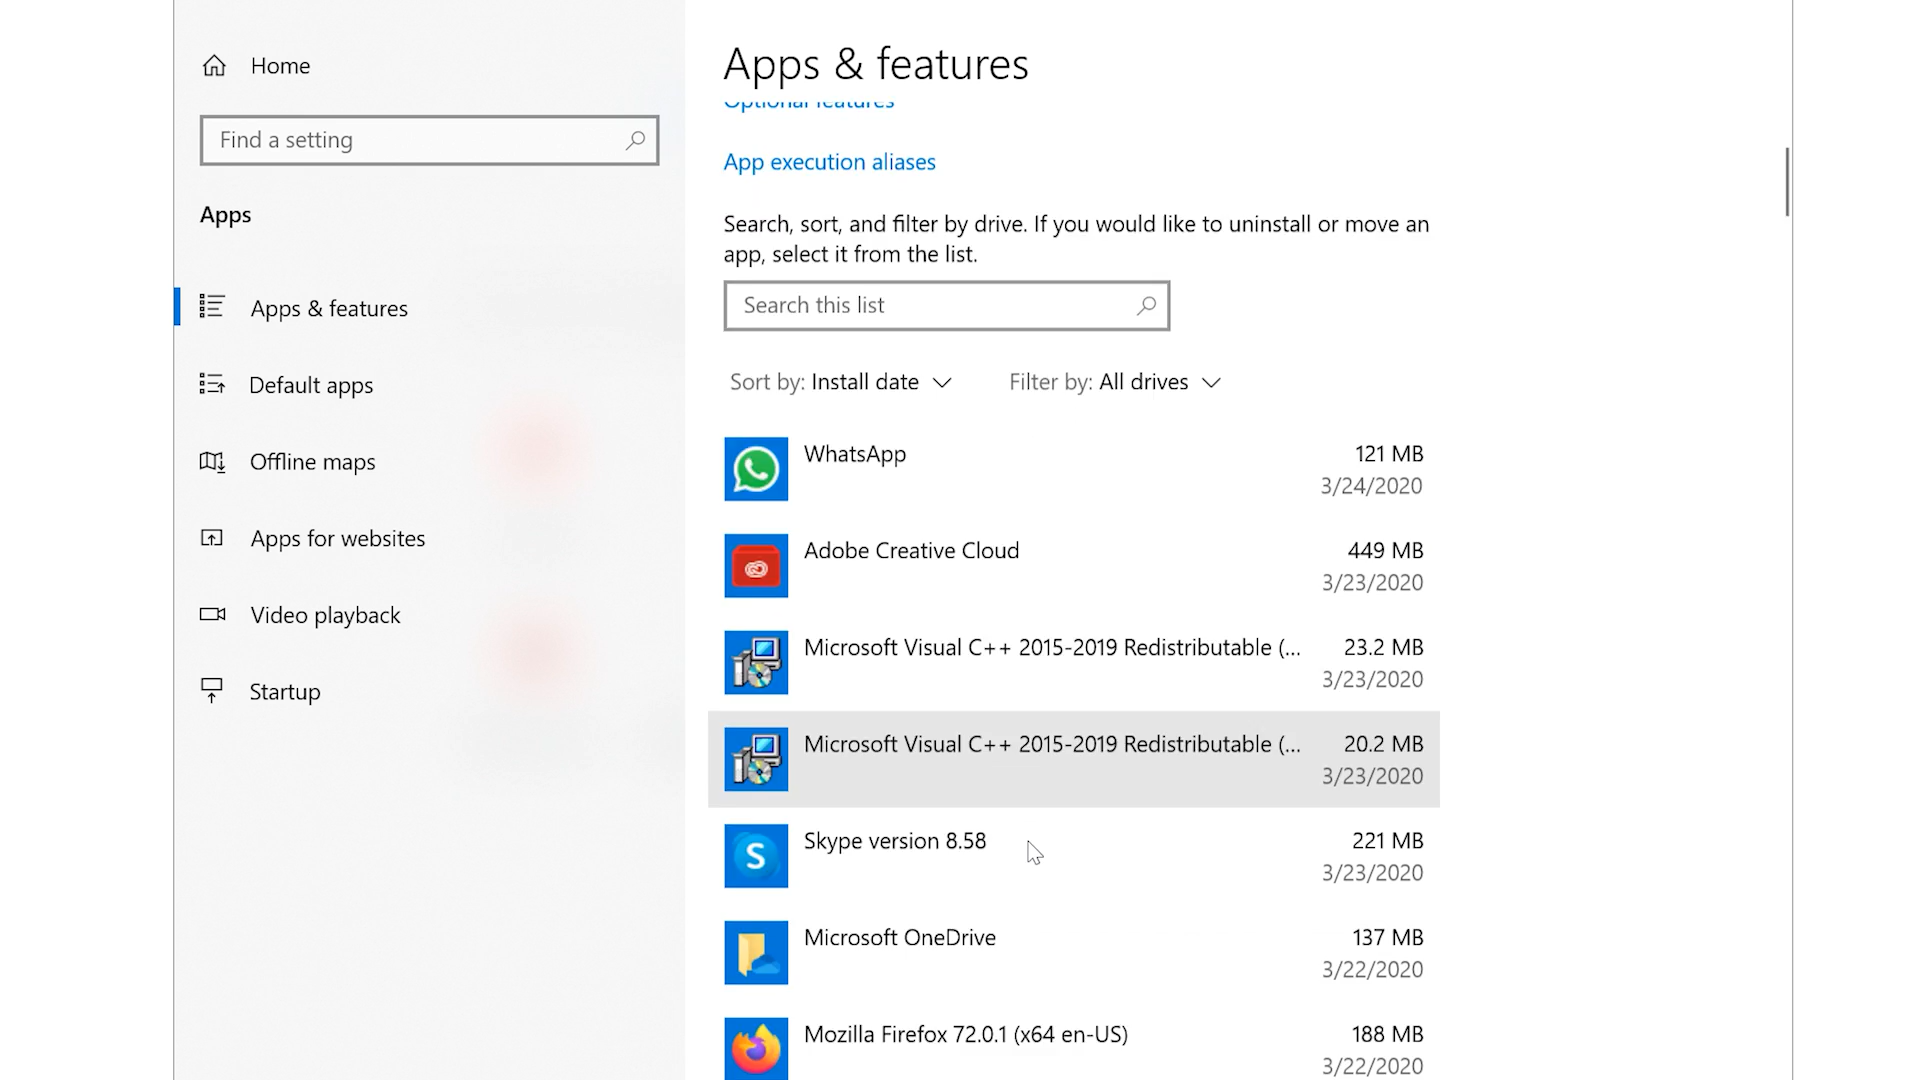 Home
Find a setting
Apps
Apps & features
Default apps
Offline maps
Apps for websites
Video playback
Startup
Apps & features
Optional features
App execution aliases
Search, sort, and filter by drive. If you would like to uninstall or move an
app, select it from the list.
Search this list
Sort by: Install date Filter by: All drives
WhatsApp 121 MB
3/24/2020
Adobe Creative Cloud 449 MB
3/23/2020
Microsoft Visual C++ 2015-2019 Redistributable (... 23.2 MB
3/23/2020
Microsoft Visual C++ 2015-2019 Redistributable (... 20.2 MB
3/23/2020
S
Skype version 8.58 221 MB
3/23/2020
Microsoft OneDrive 137 MB
3/22/2020
Mozilla Firefox 72.0.1 (x64 en-US) 188 MB
3/22/2020